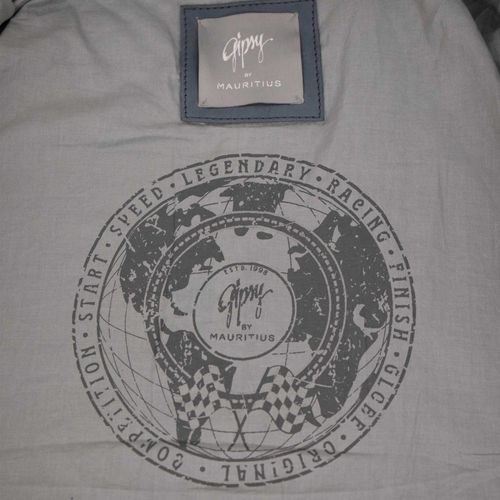 gipsy
BY
MAURITIUS
START · SPEED · LEGENDARY · RACING · FINISH · GLOBE · ORIGINAL · COMPETITION ·
ESTD. 1998
gipsy
BY
MAURITIUS